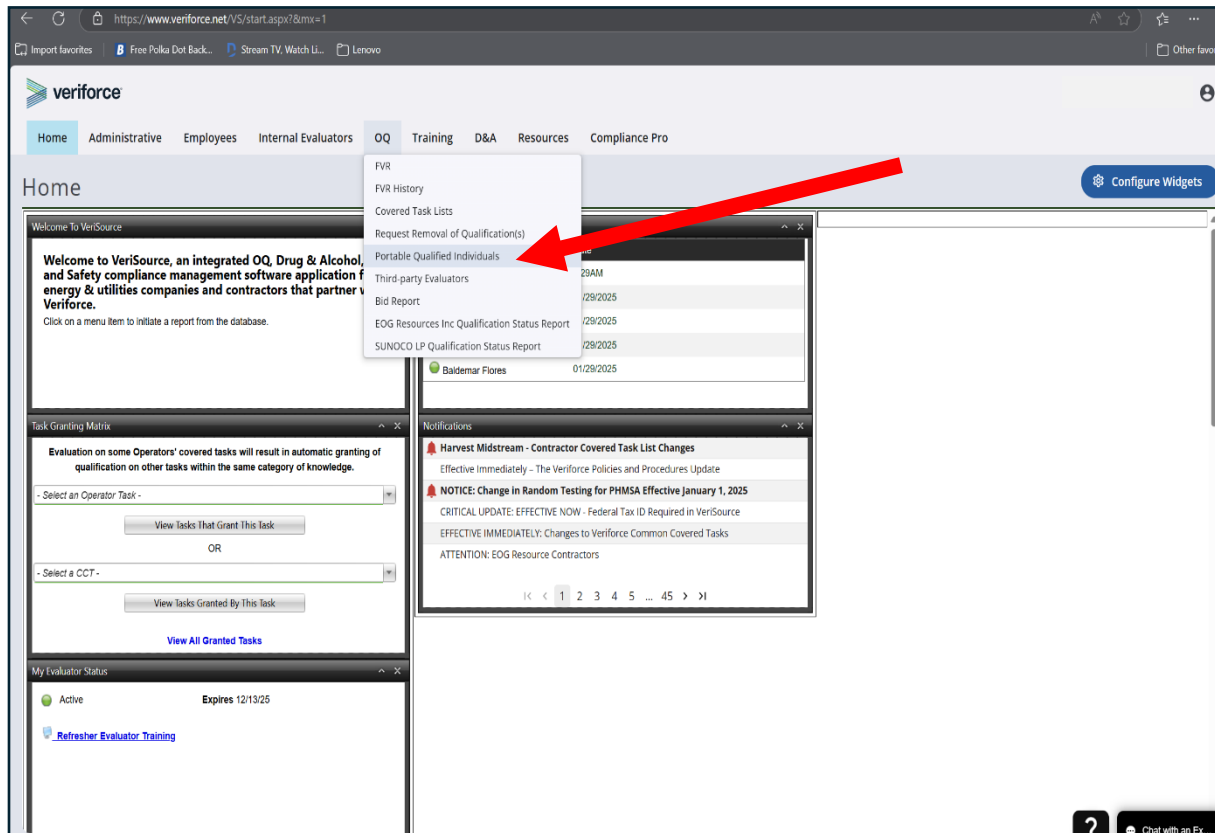 https://www.veriforce.net/VS/start.aspx?&mx=1
Import favorites
Free Polka Dot Back...
Stream TV, Watch Li...
Lenovo
Other favo
veriforce
Home Administrative Employees Internal Evaluators OQ Training D&A Resources Compliance Pro
FVR
FVR History
Covered Task Lists
Request Removal of Qualification(s)
Portable Qualified Individuals
Third-party Evaluators
Bid Report
EOG Resources Inc Qualification Status Report
SUNOCO LP Qualification Status Report
Home
Configure Widgets
Welcome To VeriSource
Welcome to VeriSource, an integrated OQ, Drug & Alcohol,
and Safety compliance management software application f
energy & utilities companies and contractors that partner
Veriforce.
Click on a menu item to initiate a report from the database.
29AM
/29/2025
/29/2025
/29/2025
Baldemar Flores 01/29/2025
Task Granting Matrix
Evaluation on some Operators' covered tasks will result in automatic granting of
qualification on other tasks within the same category of knowledge.
- Select an Operator Task -
View Tasks That Grant This Task
OR
- Select a CCT -
View Tasks Granted By This Task
View All Granted Tasks
Notifications
Harvest Midstream - Contractor Covered Task List Changes
Effective Immediately – The Veriforce Policies and Procedures Update
NOTICE: Change in Random Testing for PHMSA Effective January 1, 2025
CRITICAL UPDATE: EFFECTIVE NOW - Federal Tax ID Required in VeriSource
EFFECTIVE IMMEDIATELY: Changes to Veriforce Common Covered Tasks
ATTENTION: EOG Resource Contractors
1 2 3 4 5 ... 45
My Evaluator Status
Active Expires 12/13/25
Refresher Evaluator Training
?
Chat with an Ex